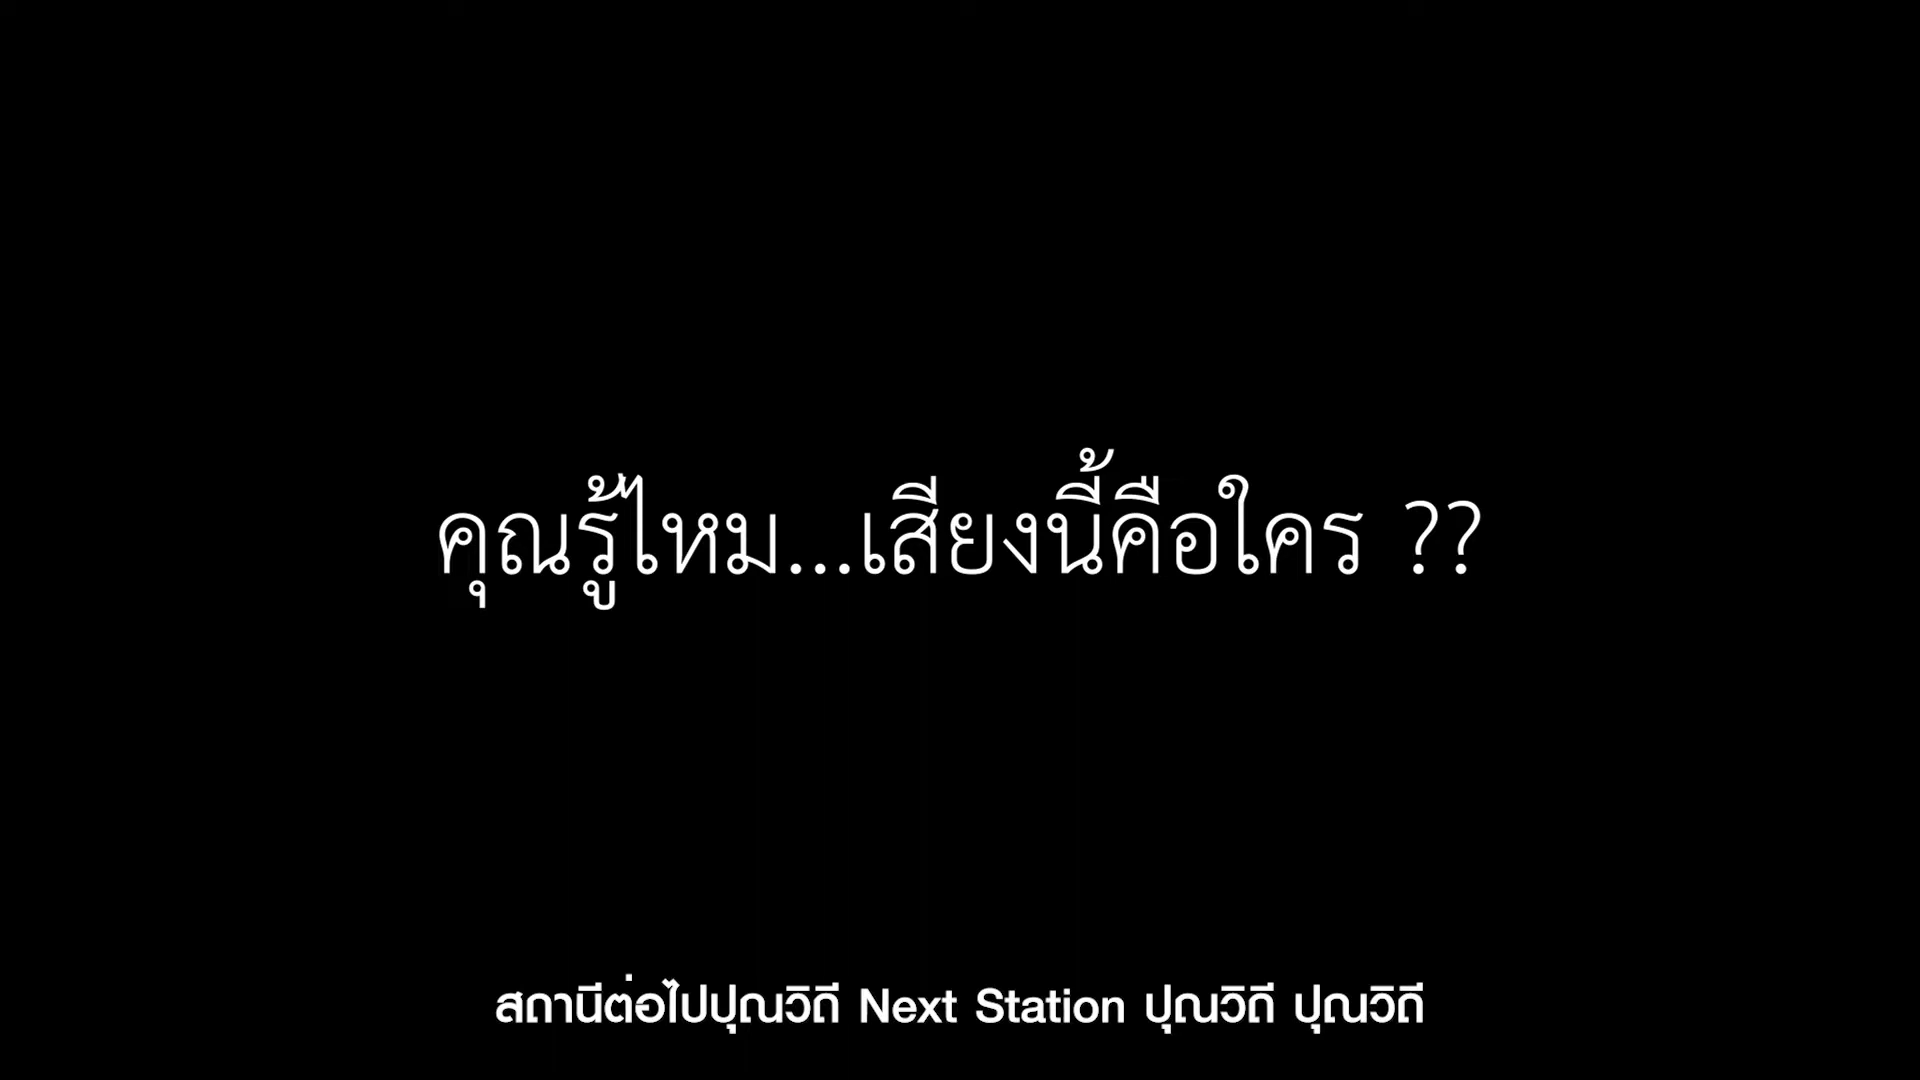 คุณรู้ไหม...เสียงนี้คือใคร ??
สถานีต่อไปปุณวิถี Next Station ปุณวิถี ปุณวิถี